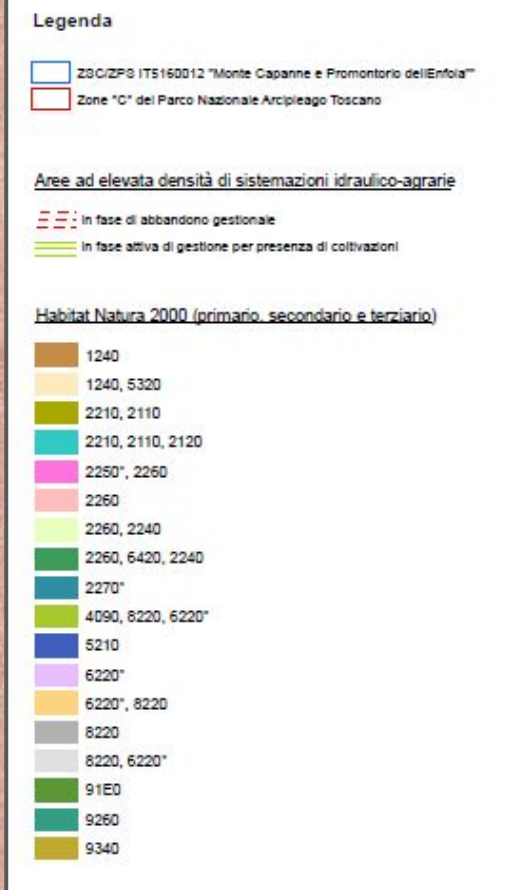 Legenda
ZSC/ZPS IT5160012 "Monte Capanne e Promontorio dell'Enfola""
Zone "C" del Parco Nazionale Arcipleago Toscano
Aree ad elevata densità di sistemazioni idraulico-agrarie
In fase di abbandono gestionale
In fase attiva di gestione per presenza di coltivazioni
Habitat Natura 2000 (primario, secondario e terziario)
1240
1240, 5320
2210, 2110
2210, 2110, 2120
2250*, 2260
2260
2260, 2240
2260, 6420, 2240
2270*
4090, 8220, 6220*
5210
6220*
6220*, 8220
8220
8220, 6220*
91E0
9260
9340